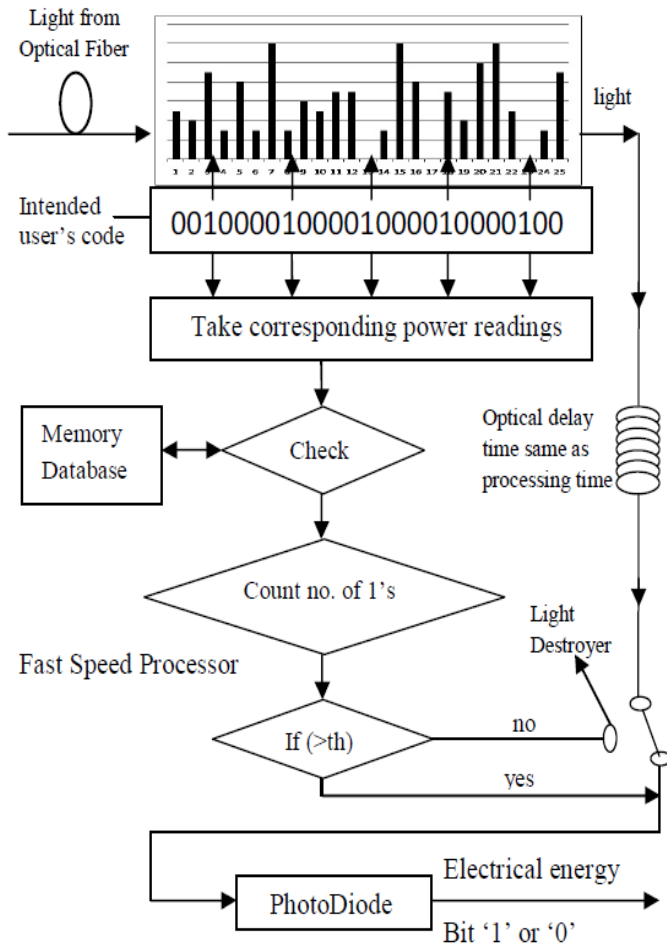 Light from
Optical Fiber
light
1 2 3 4 5 6 7 8 9 10 11 12 14 15 16 17 18 19 20 21 22 24 25
Intended
user's code
0010000100001000010000100
Take corresponding power readings
Memory
Database
Check
Optical delay
time same as
processing time
Count no. of 1's
Light
Destroyer
Fast Speed Processor
If (>th)
no
yes
PhotoDiode
Electrical energy
Bit '1' or '0'